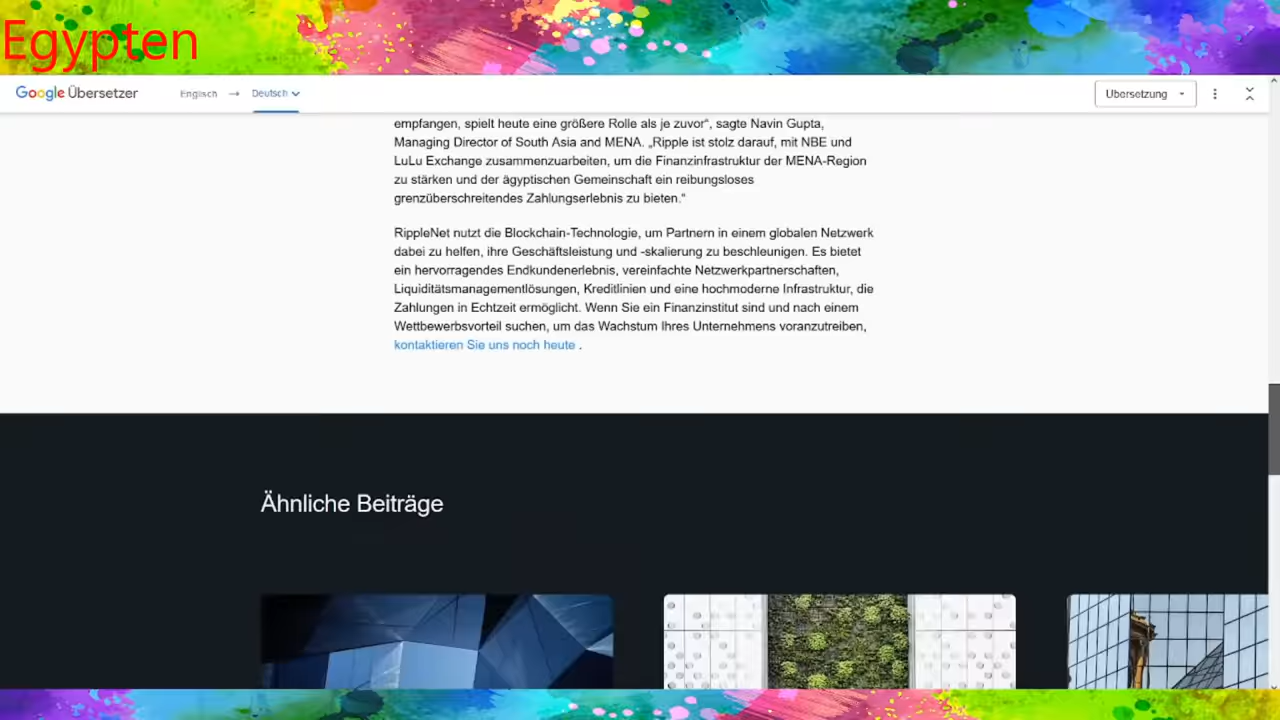 Egypten
Google Übersetzer
Englisch → Deutsch
Übersetzung
empfangen, spielt heute eine größere Rolle als je zuvor“, sagte Navin Gupta,
Managing Director of South Asia and MENA. „Ripple ist stolz darauf, mit NBE und
LuLu Exchange zusammenzuarbeiten, um die Finanzinfrastruktur der MENA-Region
zu stärken und der ägyptischen Gemeinschaft ein reibungsloses
grenzüberschreitendes Zahlungserlebnis zu bieten.“
RippleNet nutzt die Blockchain-Technologie, um Partnern in einem globalen Netzwerk
dabei zu helfen, ihre Geschäftsleistung und -skalierung zu beschleunigen. Es bietet
ein hervorragendes Endkundenerlebnis, vereinfachte Netzwerkpartnerschaften,
Liquiditätsmanagementlösungen, Kreditlinien und eine hochmoderne Infrastruktur, die
Zahlungen in Echtzeit ermöglicht. Wenn Sie ein Finanzinstitut sind und nach einem
Wettbewerbsvorteil suchen, um das Wachstum Ihres Unternehmens voranzutreiben,
kontaktieren Sie uns noch heute .
Ähnliche Beiträge